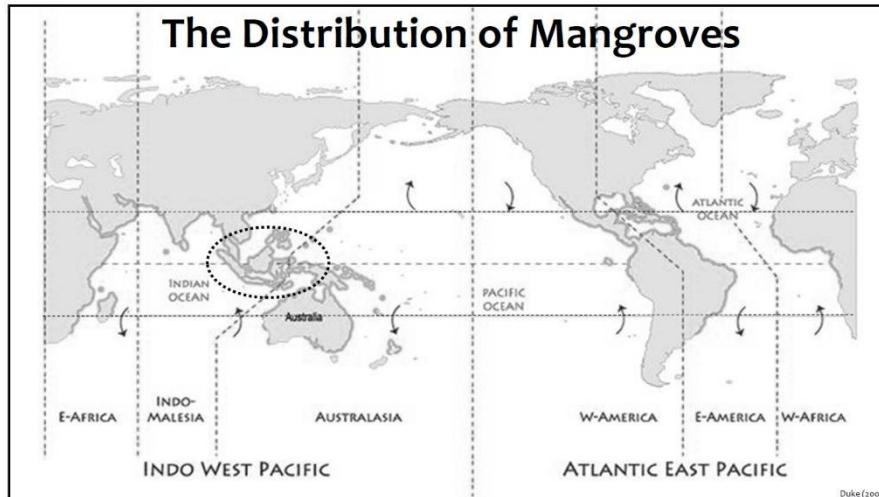 The Distribution of Mangroves
ATLANTIC
OCEAN
INDIAN
OCEAN
PACIFIC
OCEAN
Australia
E-AFRICA
INDO-
MALESIA
AUSTRALASIA
W-AMERICA
E-AMERICA
W-AFRICA
INDO WEST PACIFIC
ATLANTIC EAST PACIFIC
Duke